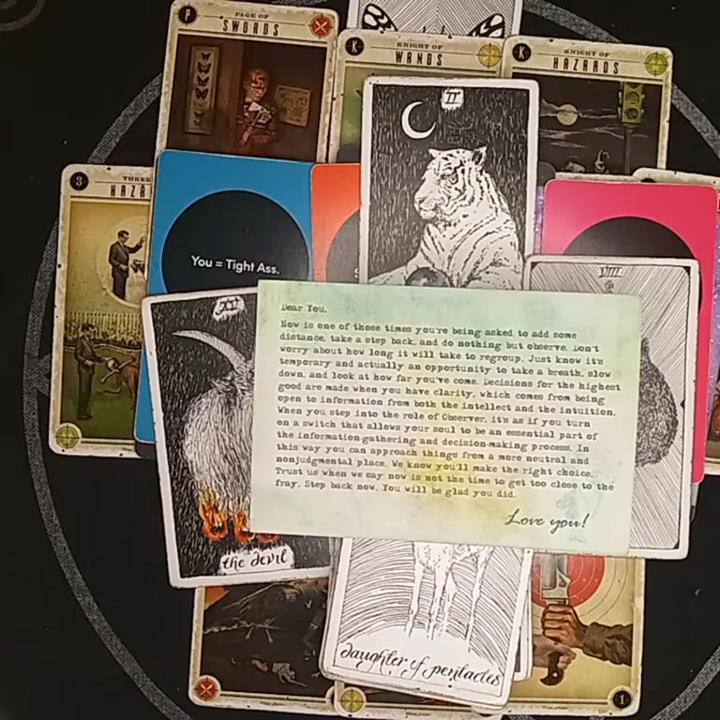 P
PAGE OF
SWORDS
K
KNIGHT OF
WANDS
K
KNIGHT OF
HAZARDS
3
THREE
HAZA
You = Tight Ass.
S
VIII
XV
the devil
Dear You,
Now is one of those times you're being asked to add some
distance, take a step back, and do nothing but observe. Don't
worry about how long it will take to regroup. Just know it's
temporary and actually an opportunity to take a breath, slow
down, and look at how far you've come. Decisions for the highest
good are made when you have clarity, which comes from being
open to information from both the intellect and the intuition.
When you step into the role of Observer, it's as if you turn
on a switch that allows your soul to be an essential part of
the information-gathering and decision-making process. In
this way you can approach things from a more neutral and
nonjudgmental place. We know you'll make the right choice.
Trust us when we say now is not the time to get too close to the
fray. Step back now. You will be glad you did.
Love you!
daughter of pentacles
1